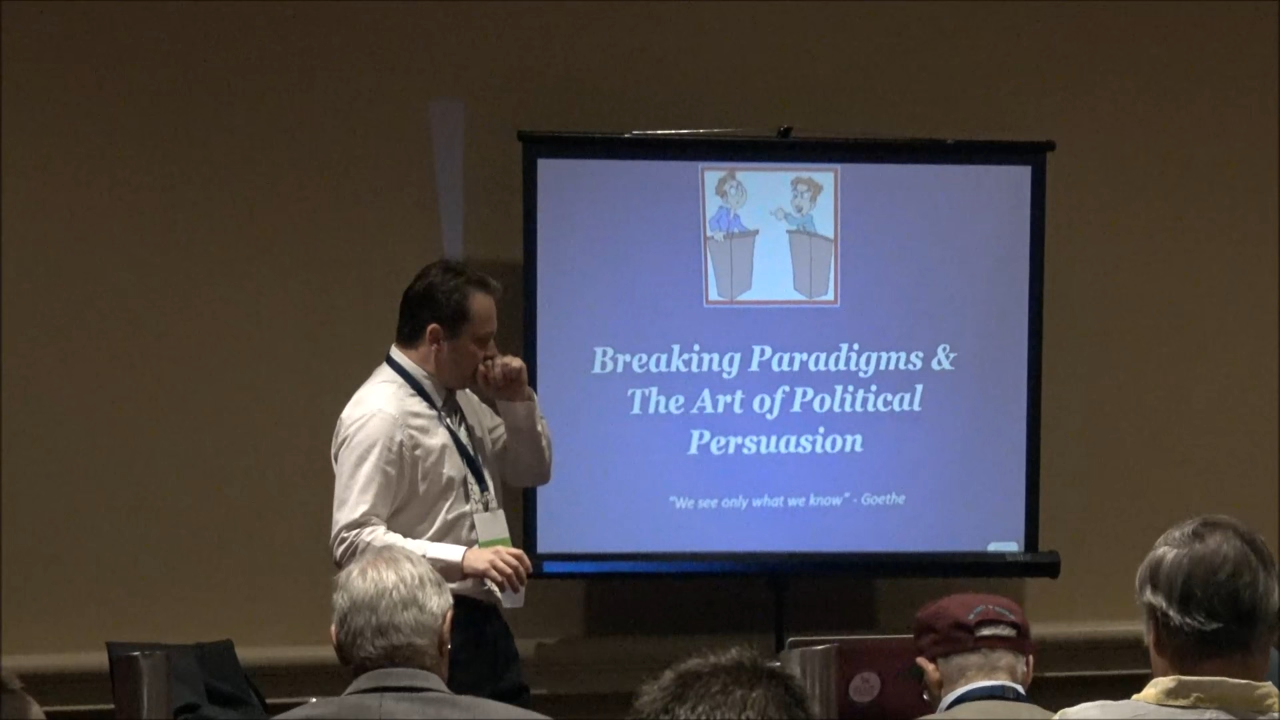 Breaking Paradigms &
The Art of Political
Persuasion
"We see only what we know" - Goethe